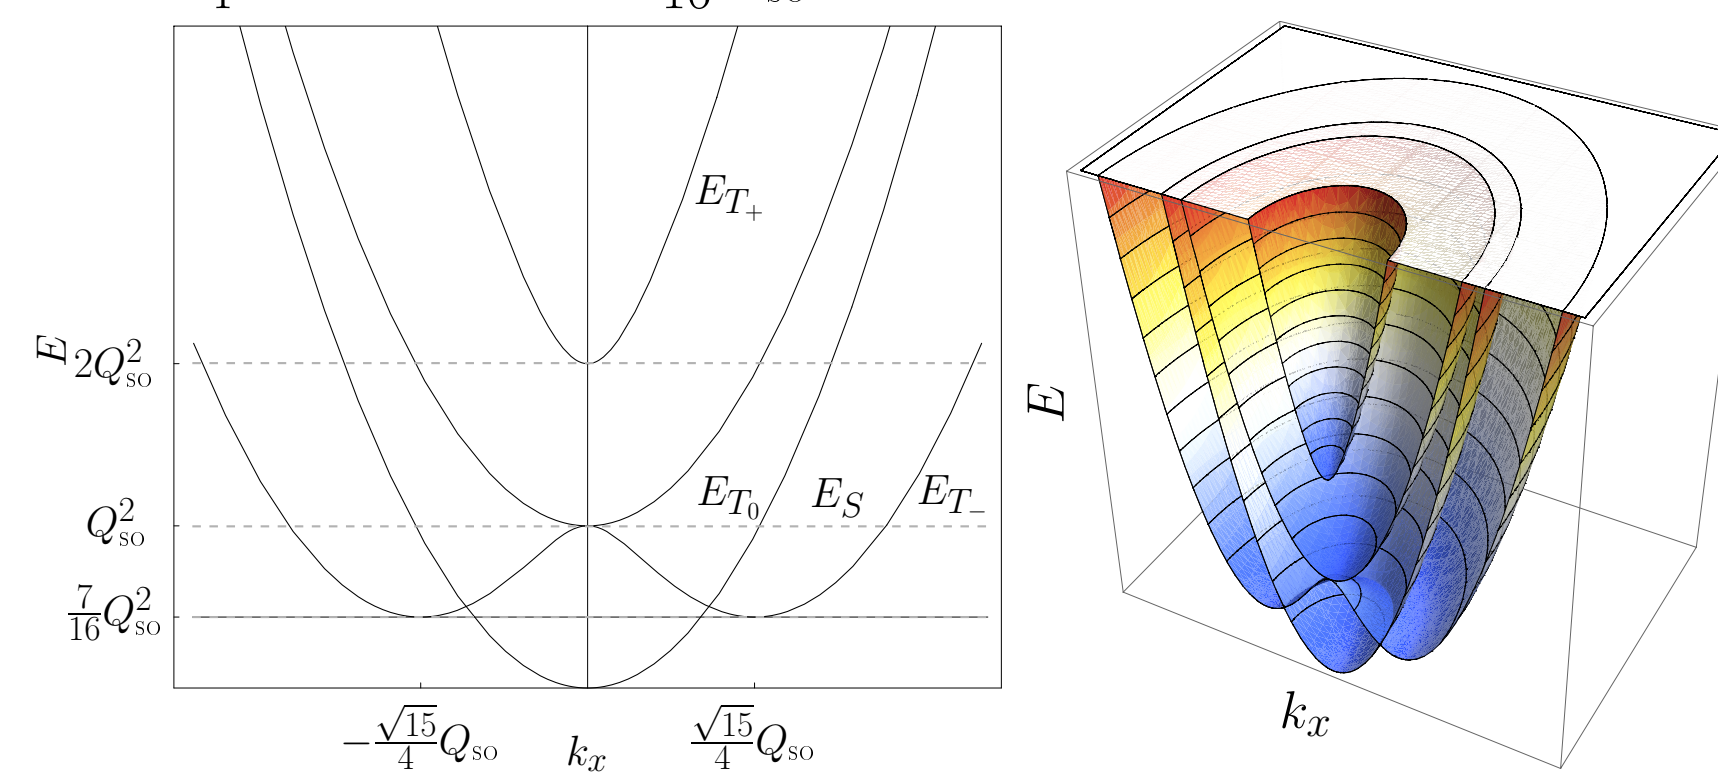 E_{T_+}
E
2Q_{so}^2
E_{T_0} E_S E_{T_-}
Q_{so}^2
\frac{7}{16}Q_{so}^2
-\frac{\sqrt{15}}{4}Q_{so} k_x \frac{\sqrt{15}}{4}Q_{so}
E
k_x